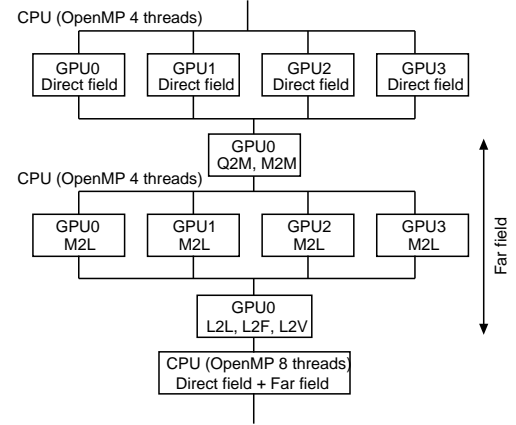 CPU (OpenMP 4 threads)
GPU0 GPU1 GPU2 GPU3
Direct field Direct field Direct field Direct field
GPU0
Q2M, M2M
CPU (OpenMP 4 threads)
GPU0 GPU1 GPU2 GPU3
M2L M2L M2L M2L
Far field
GPU0
L2L, L2F, L2V
CPU (OpenMP 8 threads)
Direct field + Far field